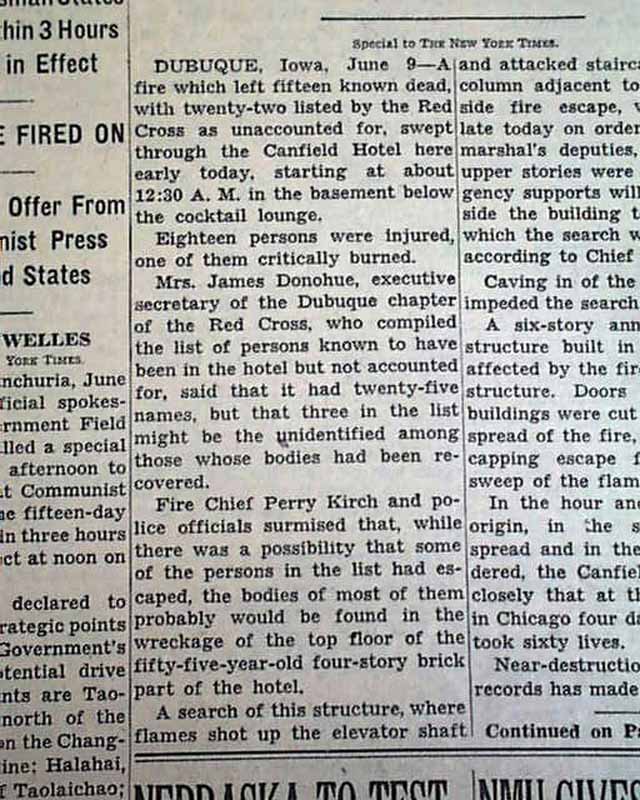 thin 3 Hours
in Effect
E FIRED ON
Offer From
nist Press
d States
WELLES
YORK TIMES.
nchuria, June
ficial spokes-
ernment Field
lled a special
afternoon to
at Communist
he fifteen-day
in three hours
ct at noon on
declared to
rategic points
Government's
otential drive
nts are Tao-
north of the
on the Chang-
ine; Halahai,
f Taolaichao;
Special to THE NEW YORK TIMES.
DUBUQUE, Iowa, June 9—A
fire which left fifteen known dead,
with twenty-two listed by the Red
Cross as unaccounted for, swept
through the Canfield Hotel here
early today, starting at about
12:30 A. M. in the basement below
the cocktail lounge.
Eighteen persons were injured,
one of them critically burned.
Mrs. James Donohue, executive
secretary of the Dubuque chapter
of the Red Cross, who compiled
the list of persons known to have
been in the hotel but not accounted
for, said that it had twenty-five
names, but that three in the list
might be the unidentified among
those whose bodies had been re-
covered.
Fire Chief Perry Kirch and po-
lice officials surmised that, while
there was a possibility that some
of the persons in the list had es-
caped, the bodies of most of them
probably would be found in the
wreckage of the top floor of the
fifty-five-year-old four-story brick
part of the hotel.
A search of this structure, where
flames shot up the elevator shaft
and attacked stairca
column adjacent to
side fire escape,
late today on order
marshal's deputies,
upper stories were
gency supports will
side the building t
which the search w
according to Chief
Caving in of the
impeded the search
A six-story ann
structure built in
affected by the fire
structure. Doors
buildings were cut
spread of the fire,
capping escape f
sweep of the flam
In the hour an
origin, in the s
spread and in the
dered, the Canfiel
closely that at th
in Chicago four da
took sixty lives.
Near-destructio
records has made
Continued on Pa
NEBRASKA TO TEST
NMU GIVES